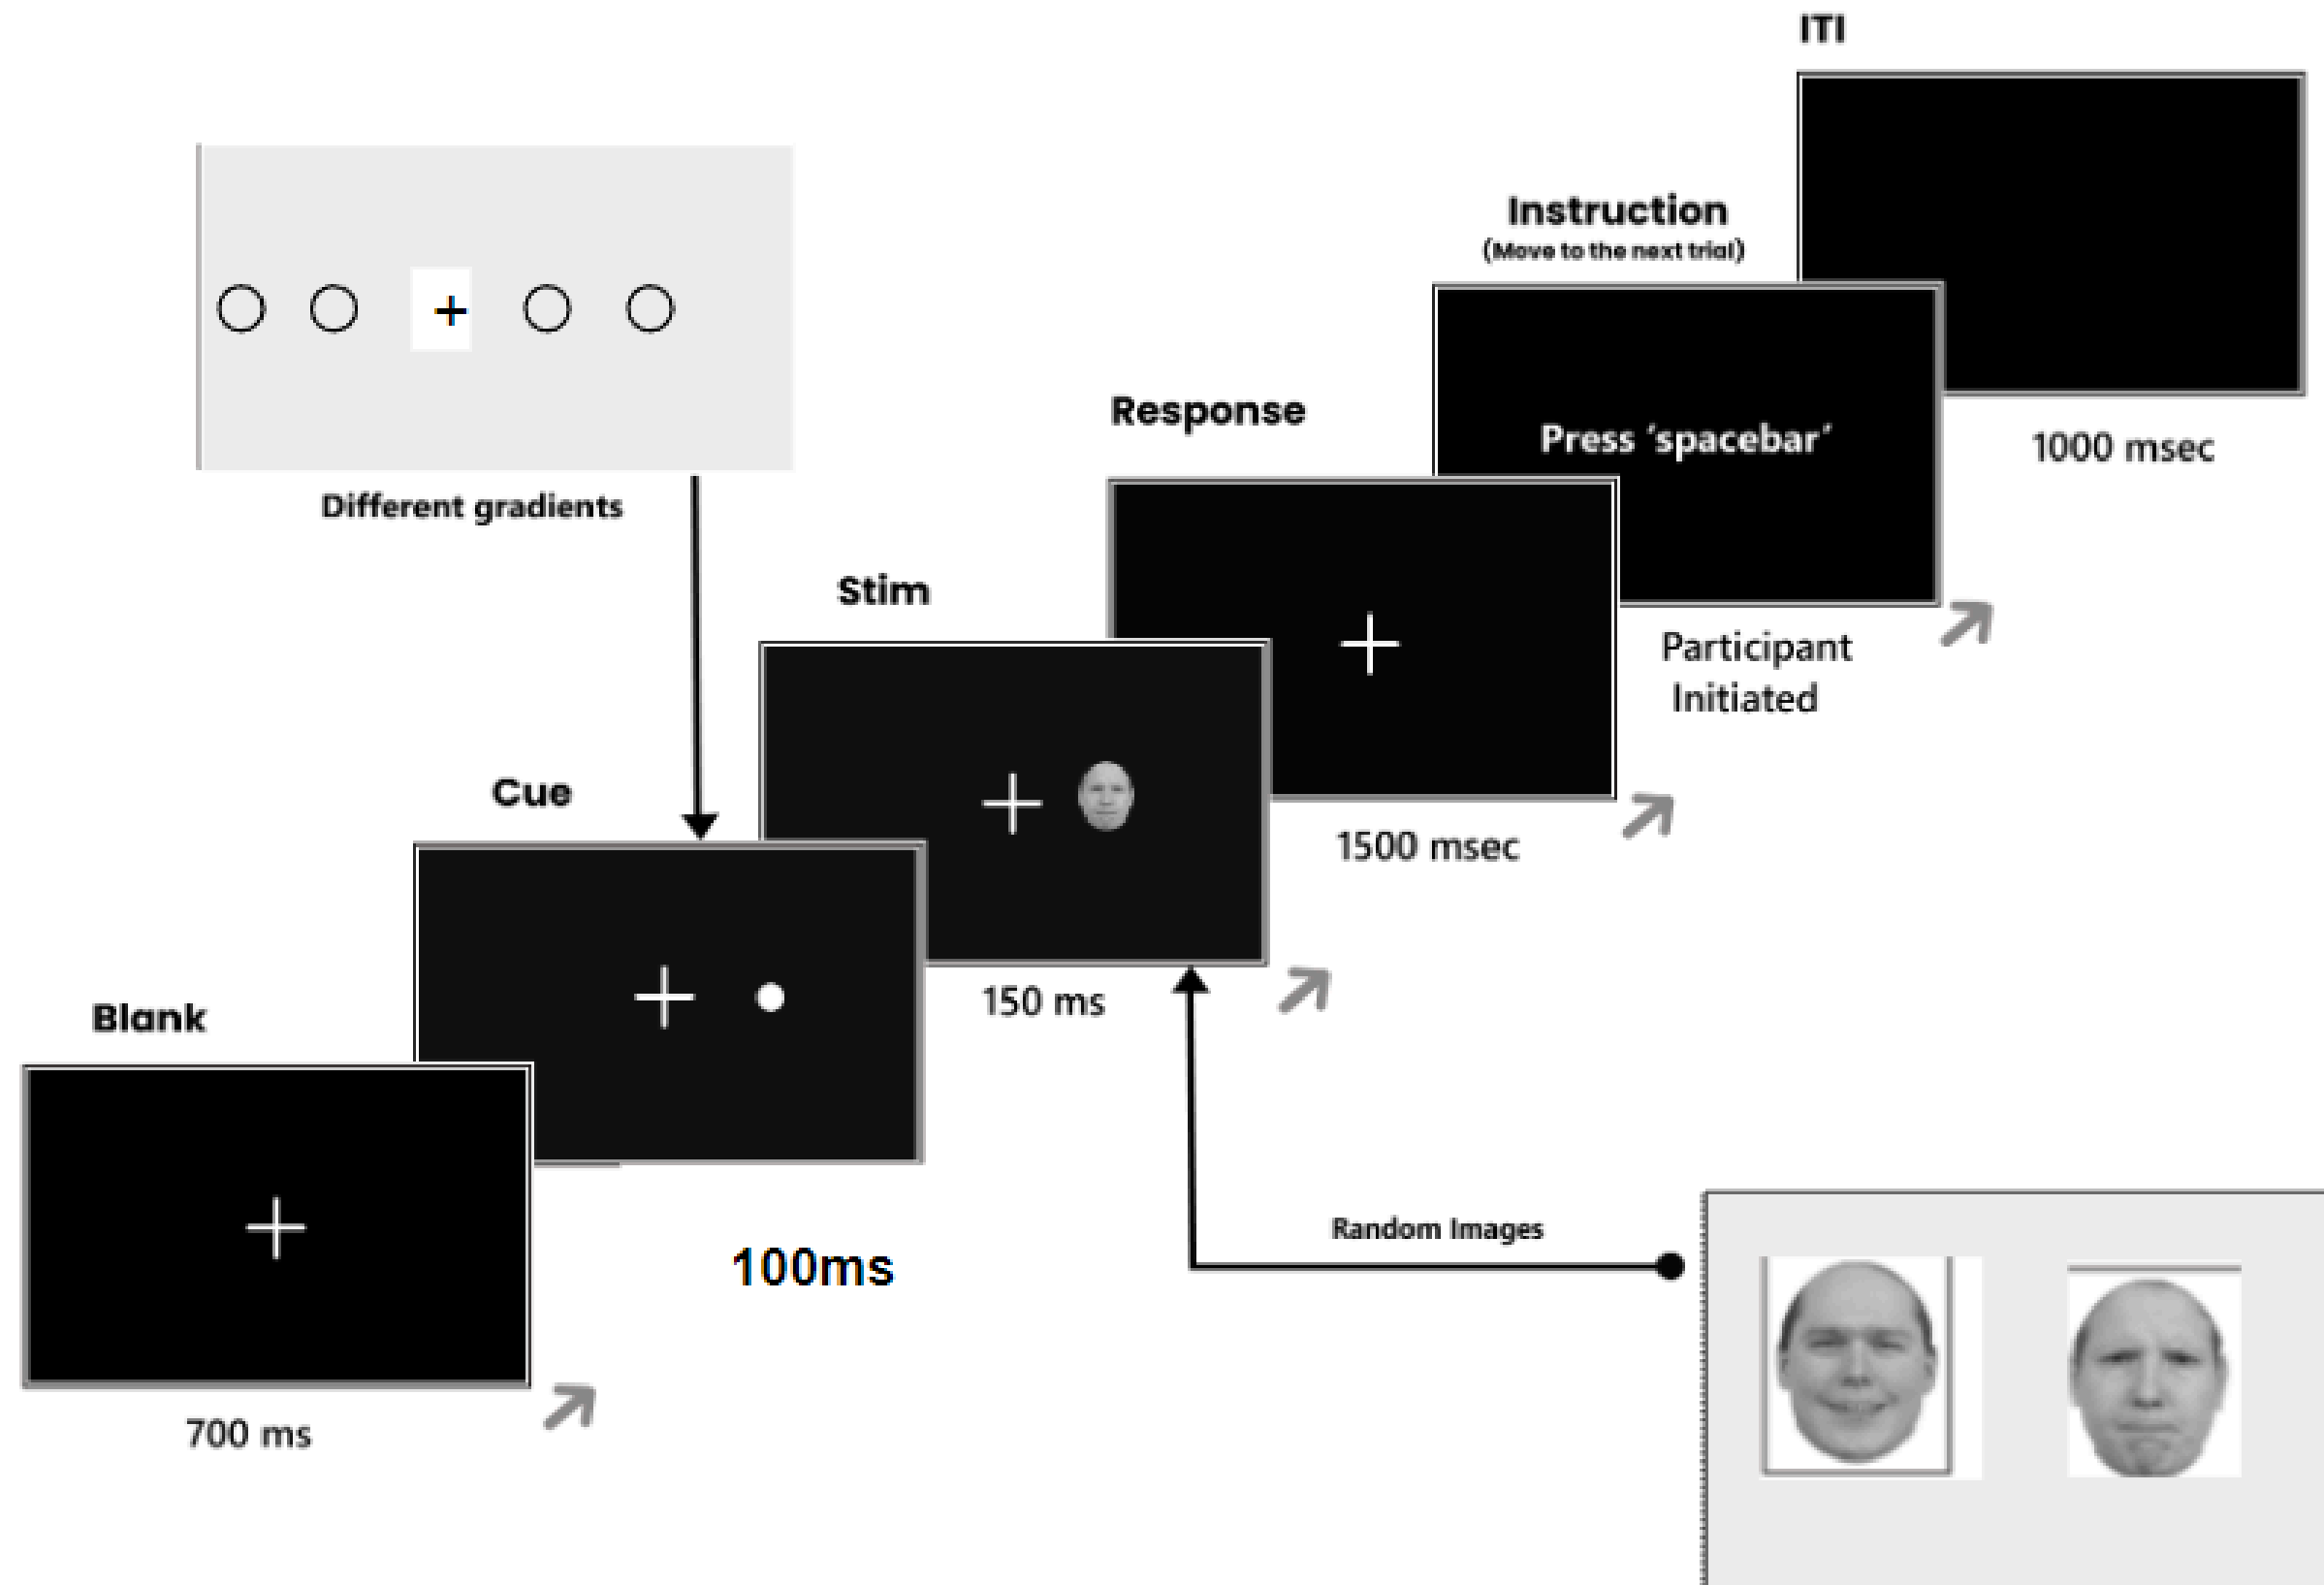 ITI
1000 msec
Instruction
(Move to the next trial)
Press ‘spacebar’
Participant
Initiated
Response
1500 msec
Different gradients
+
Stim
150 ms
Cue
100ms
Blank
700 ms
Random Images